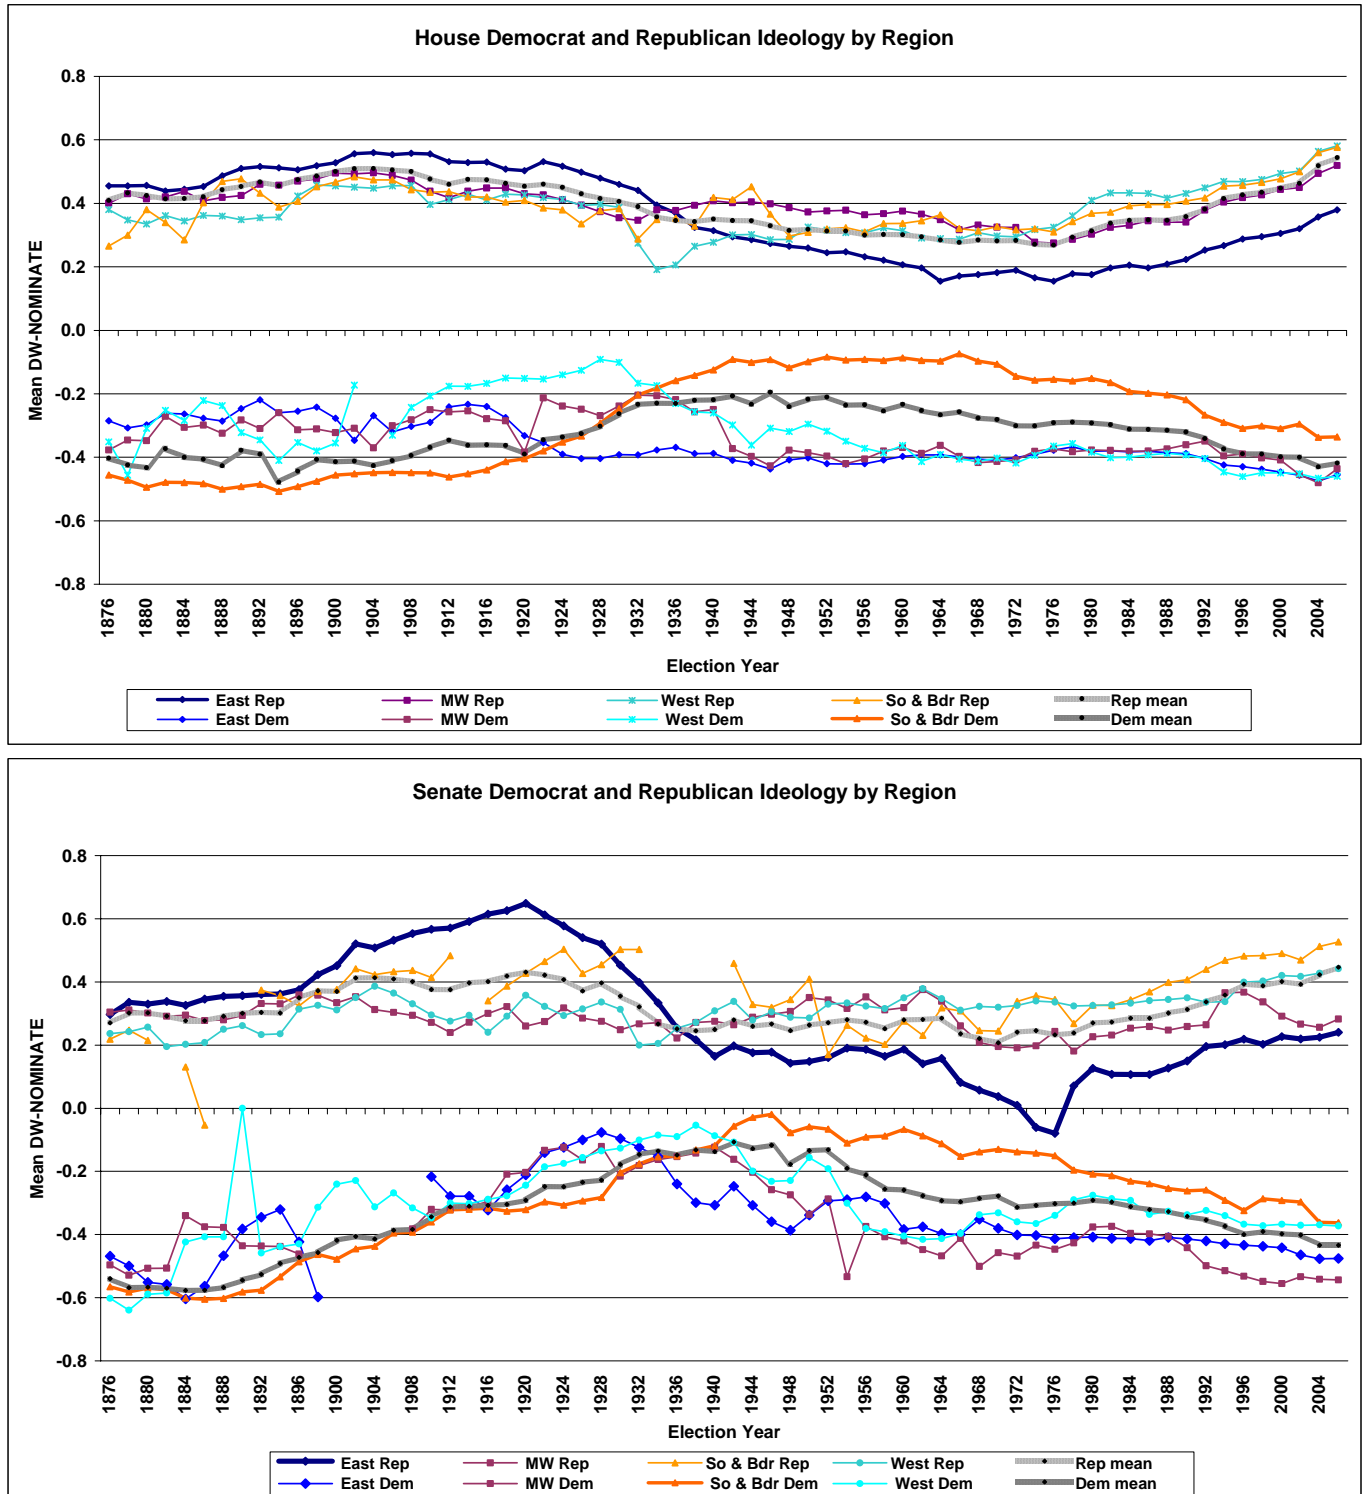 House Democrat and Republican Ideology by Region
0.8
0.6
0.4
0.2
0.0
-0.2
-0.4
-0.6
-0.8
Mean DW-NOMINATE
1876 1880 1884 1888 1892 1896 1900 1904 1908 1912 1916 1920 1924 1928 1932 1936 1940 1944 1948 1952 1956 1960 1964 1968 1972 1976 1980 1984 1988 1992 1996 2000 2004
Election Year
East Rep MW Rep West Rep So & Bdr Rep Rep mean
East Dem MW Dem West Dem So & Bdr Dem Dem mean
Senate Democrat and Republican Ideology by Region
0.8
0.6
0.4
0.2
0.0
-0.2
-0.4
-0.6
-0.8
Mean DW-NOMINATE
1876 1880 1884 1888 1892 1896 1900 1904 1908 1912 1916 1920 1924 1928 1932 1936 1940 1944 1948 1952 1956 1960 1964 1968 1972 1976 1980 1984 1988 1992 1996 2000 2004
Election Year
East Rep MW Rep So & Bdr Rep West Rep Rep mean
East Dem MW Dem So & Bdr Dem West Dem Dem mean